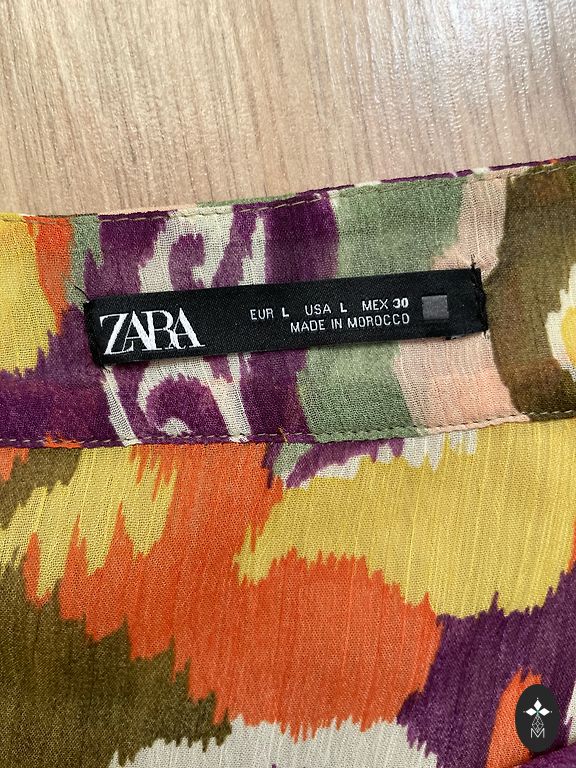 ZARA
EUR L USA L MEX 30
MADE IN MOROCCO
M